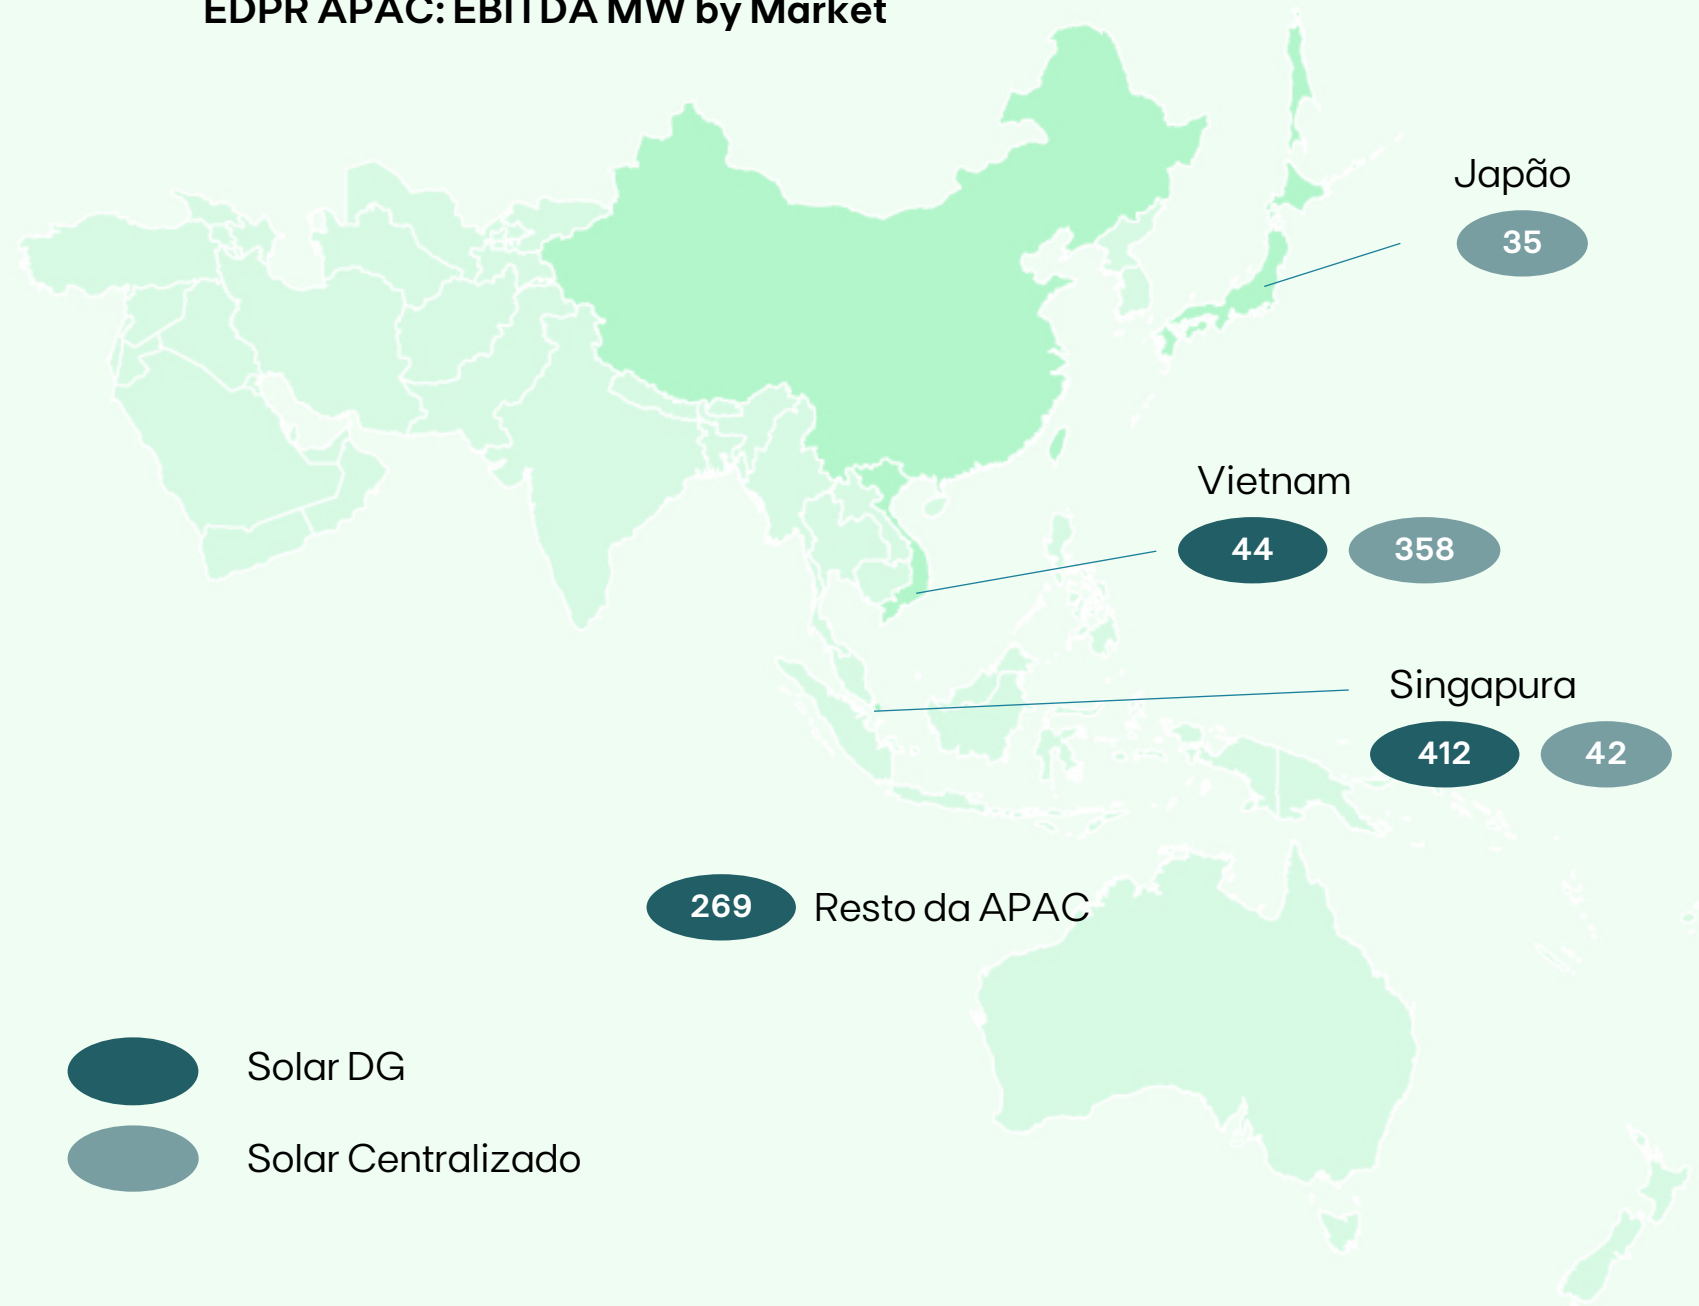 EDPR APAC: EBITDA MW by Market
Japão
35
Vietnam
44 358
Singapura
412 42
269 Resto da APAC
Solar DG
Solar Centralizado